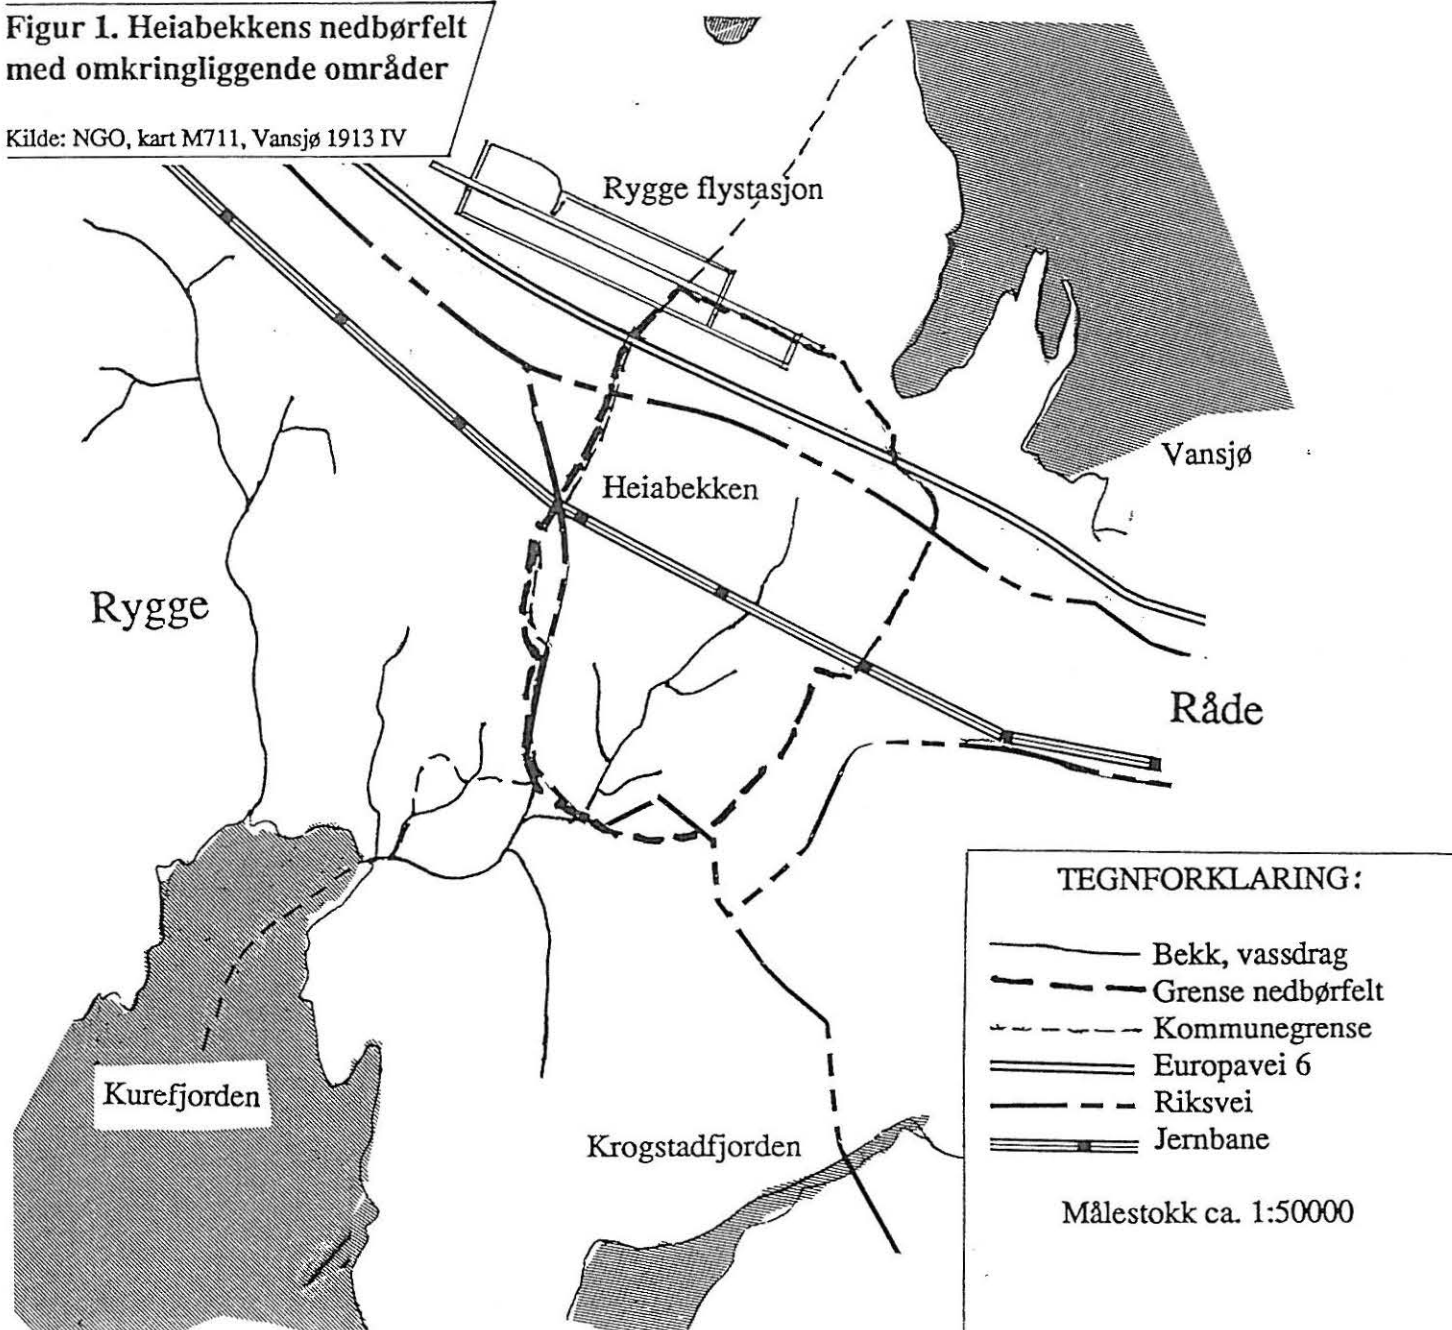 Figur 1. Heiabekkens nedbørfelt
med omkringliggende områder
Kilde: NGO, kart M711, Vansjø 1913 IV
Rygge flystasjon
Vansjø
Heiabekken
Rygge
Råde
Kurefjorden
Krogstadfjorden
TEGNFORKLARING:
Bekk, vassdrag
Grense nedbørfelt
Kommunegrense
Europavei 6
Riksvei
Jernbane
Målestokk ca. 1:50000